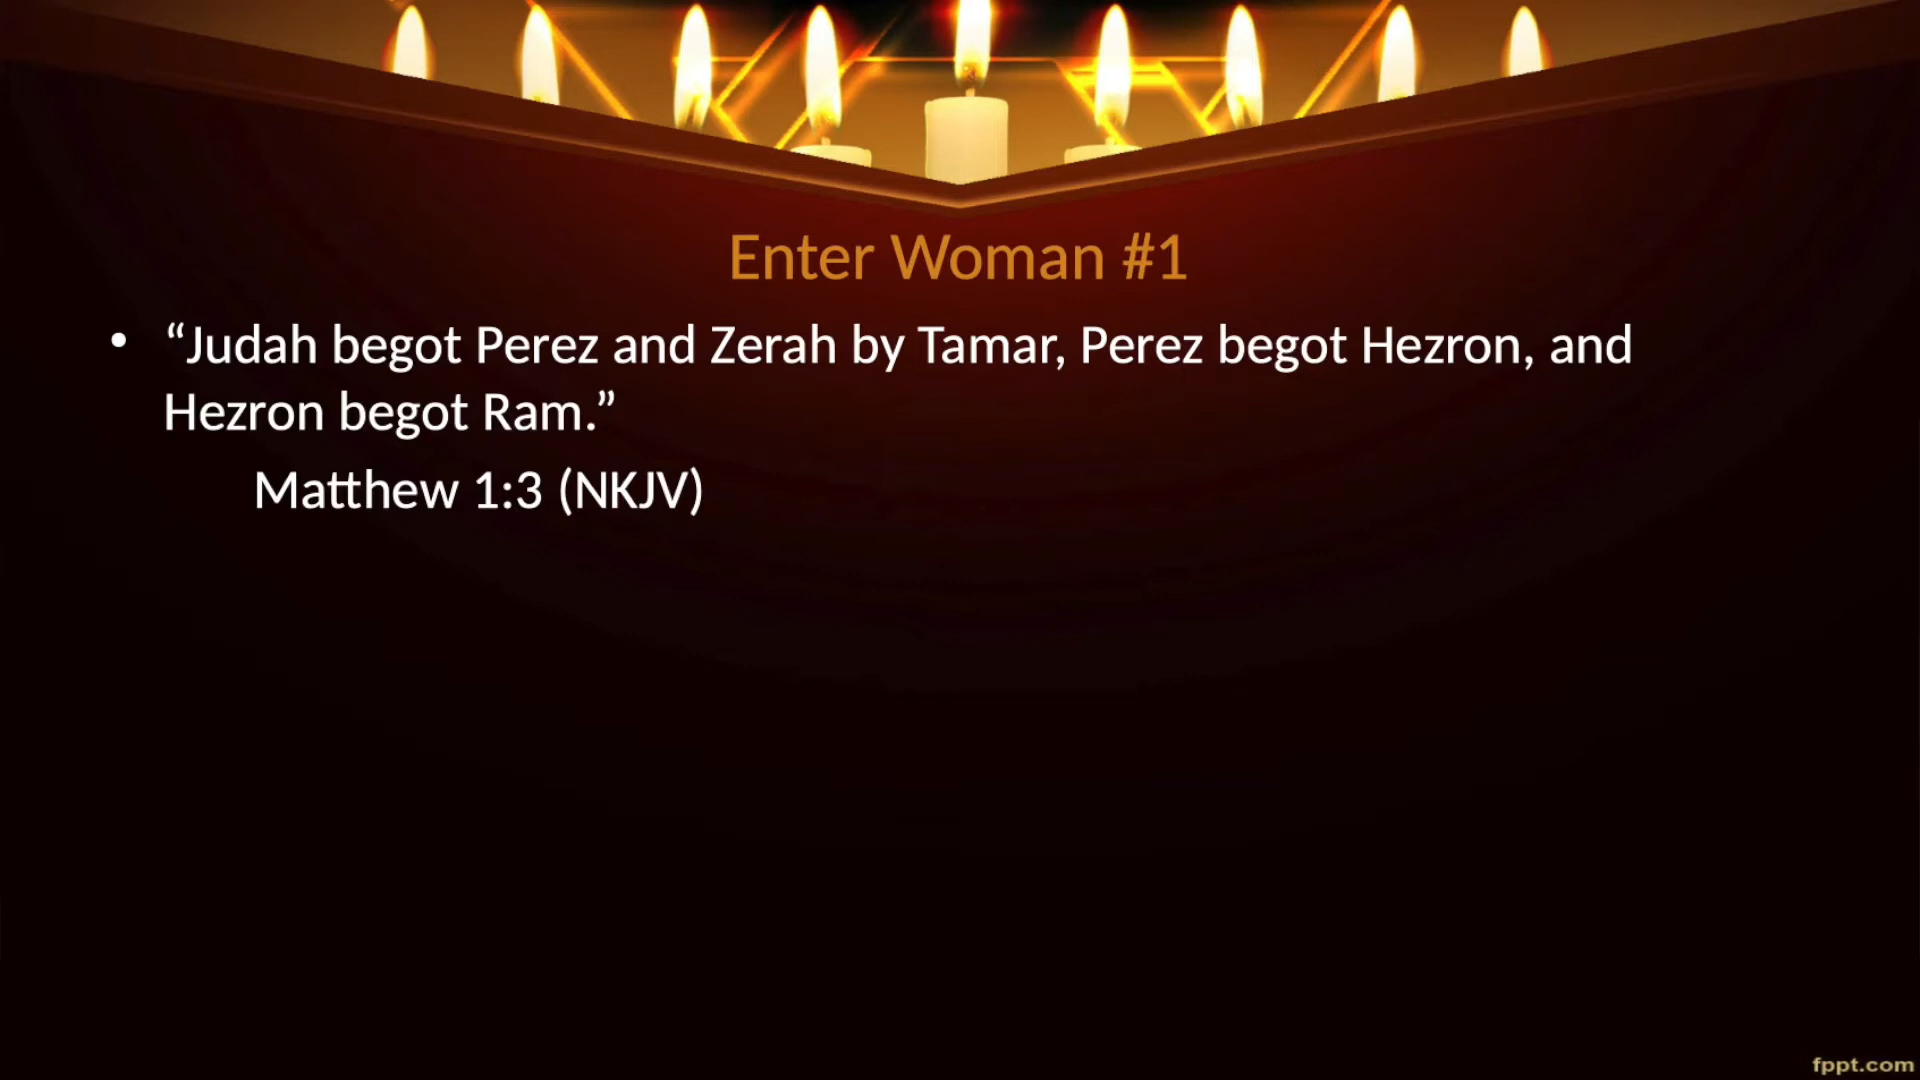 Enter Woman #1
• “Judah begot Perez and Zerah by Tamar, Perez begot Hezron, and
Hezron begot Ram.”
Matthew 1:3 (NKJV)
fppt.com